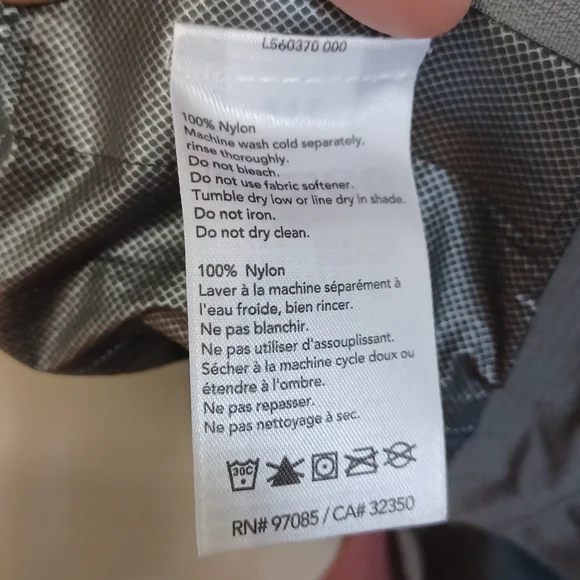 L560370 000
100% Nylon
Machine wash cold separately.
rinse thoroughly.
Do not bleach.
Do not use fabric softener.
Tumble dry low or line dry in shade.
Do not iron.
Do not dry clean.
100% Nylon
Laver à la machine séparément à
l'eau froide, bien rincer.
Ne pas blanchir.
Ne pas utiliser d'assouplissant.
Sécher à la machine cycle doux ou
étendre à l'ombre.
Ne pas repasser.
Ne pas nettoyage à sec.
30C
RN# 97085 / CA# 32350